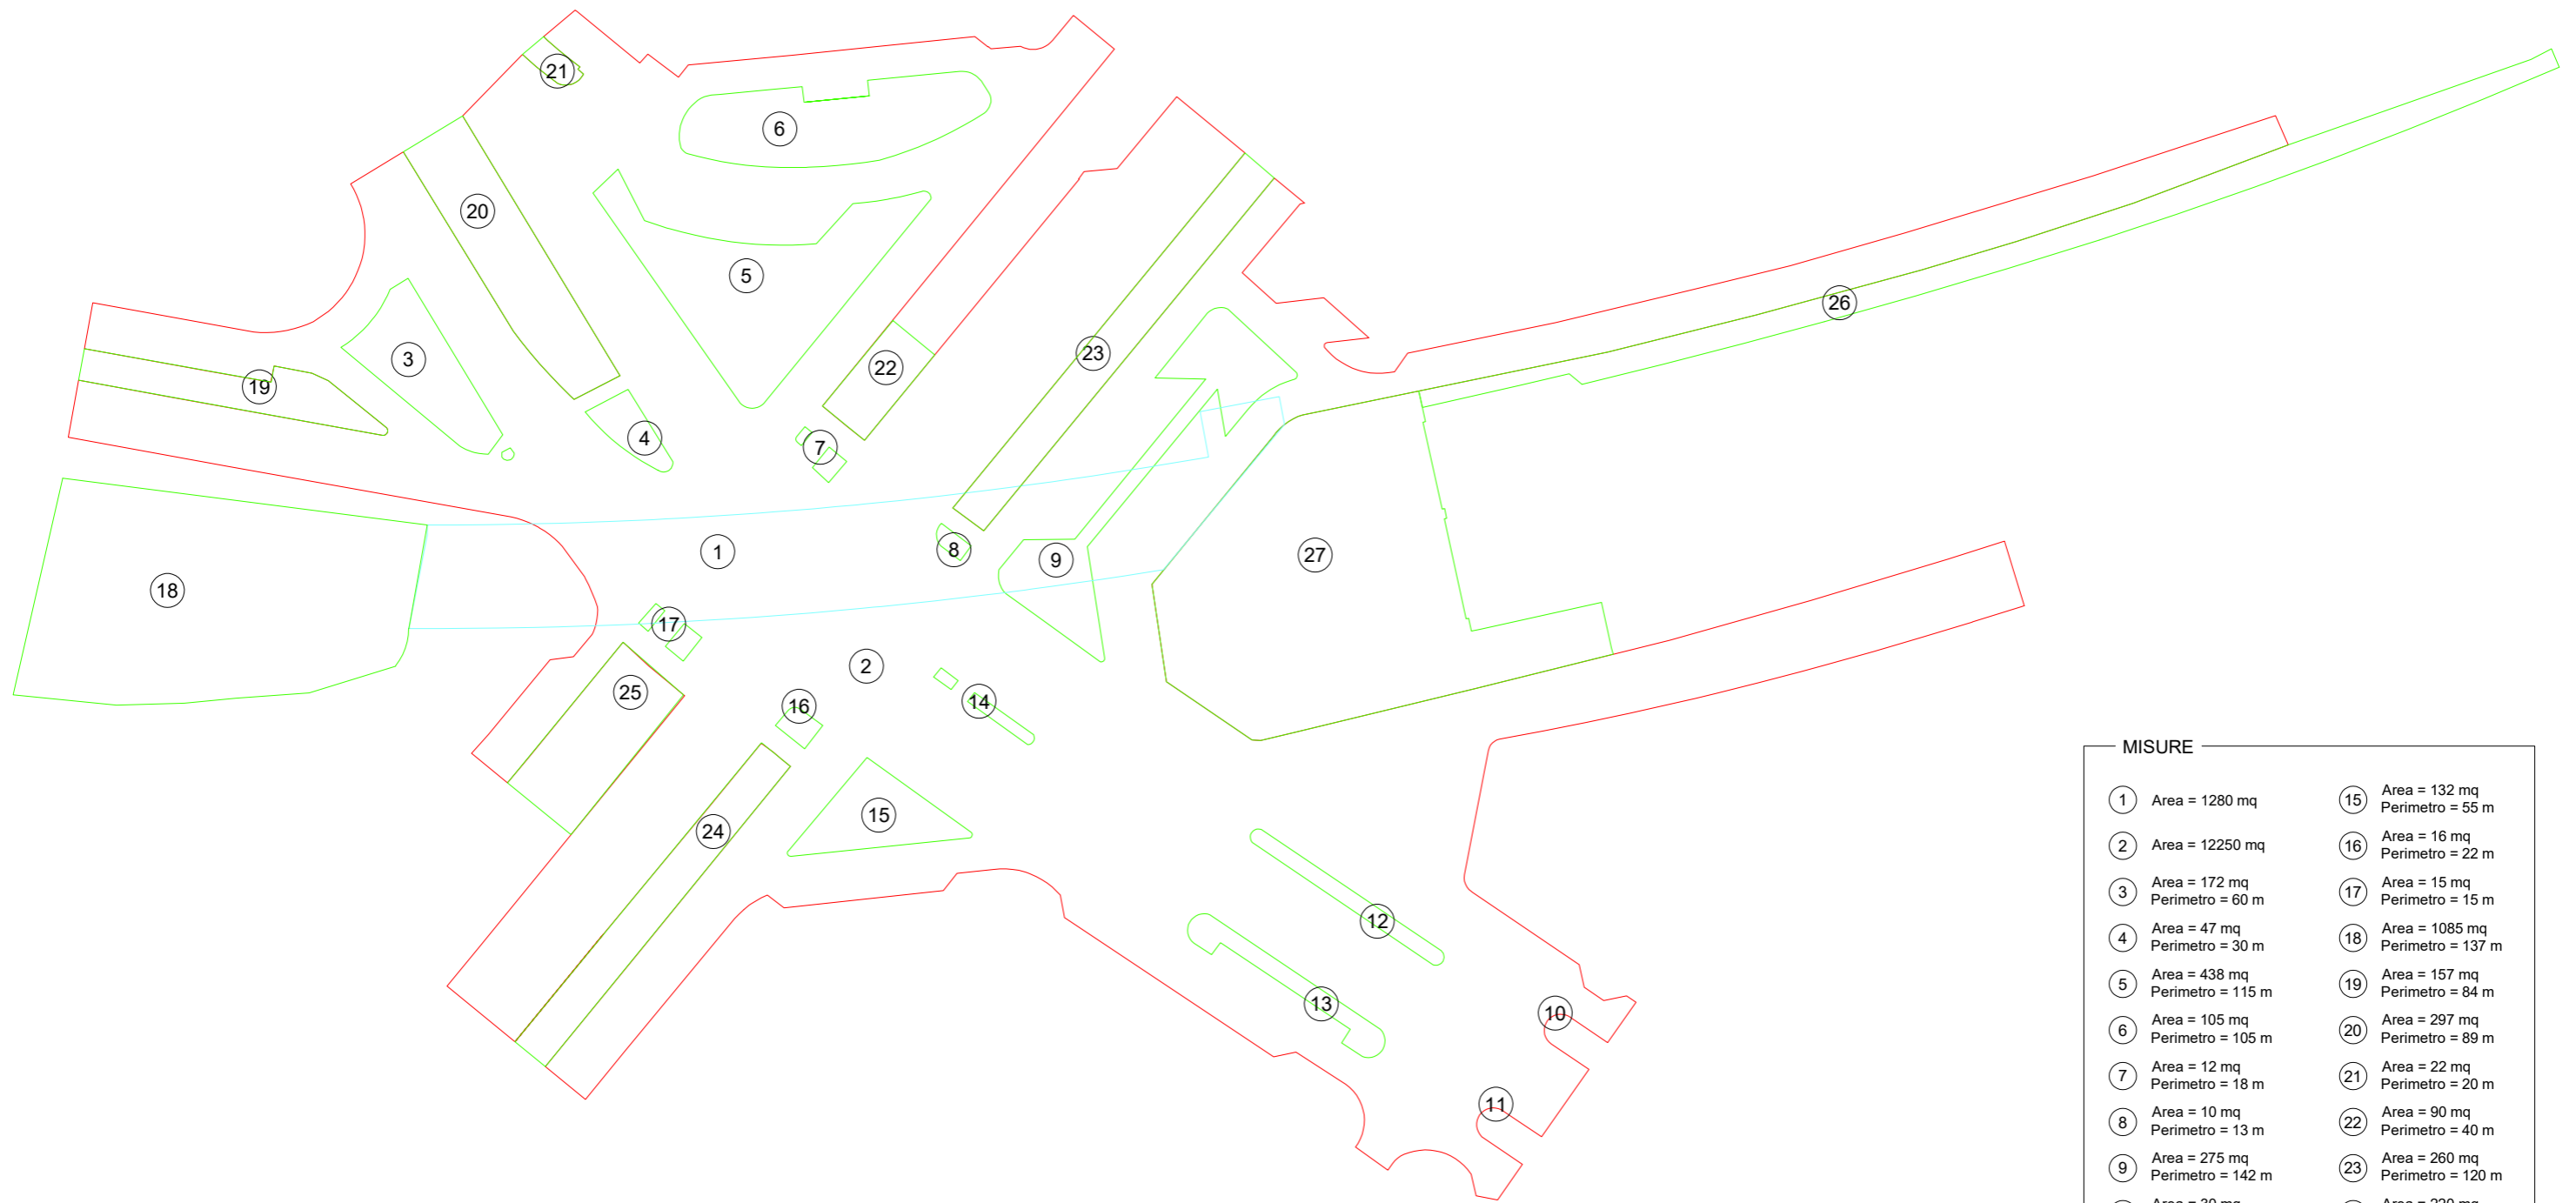 21
6
20
5
26
3
23
22
19
4
7
1
8
27
9
18
17
2
25
14
16
24
15
12
13
10
11
MISURE
1 Area = 1280 mq
2 Area = 12250 mq
3 Area = 172 mq
Perimetro = 60 m
4 Area = 47 mq
Perimetro = 30 m
5 Area = 438 mq
Perimetro = 115 m
6 Area = 105 mq
Perimetro = 105 m
7 Area = 12 mq
Perimetro = 18 m
8 Area = 10 mq
Perimetro = 13 m
9 Area = 275 mq
Perimetro = 142 m
Area = 30 mq
15 Area = 132 mq
Perimetro = 55 m
16 Area = 16 mq
Perimetro = 22 m
17 Area = 15 mq
Perimetro = 15 m
18 Area = 1085 mq
Perimetro = 137 m
19 Area = 157 mq
Perimetro = 84 m
20 Area = 297 mq
Perimetro = 89 m
21 Area = 22 mq
Perimetro = 20 m
22 Area = 90 mq
Perimetro = 40 m
23 Area = 260 mq
Perimetro = 120 m